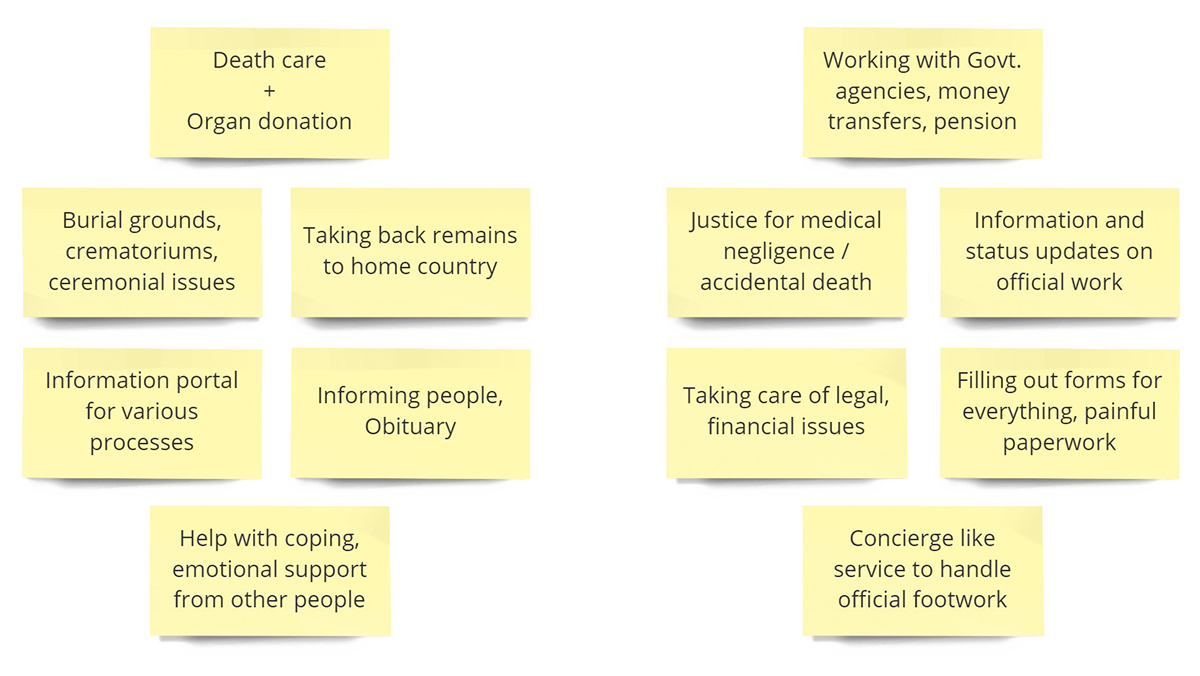 Death care
+
Organ donation
Burial grounds,
crematoriums,
ceremonial issues
Taking back remains
to home country
Information portal
for various
processes
Informing people,
Obituary
Help with coping,
emotional support
from other people
Working with Govt.
agencies, money
transfers, pension
Justice for medical
negligence /
accidental death
Information and
status updates on
official work
Taking care of legal,
financial issues
Filling out forms for
everything, painful
paperwork
Concierge like
service to handle
official footwork